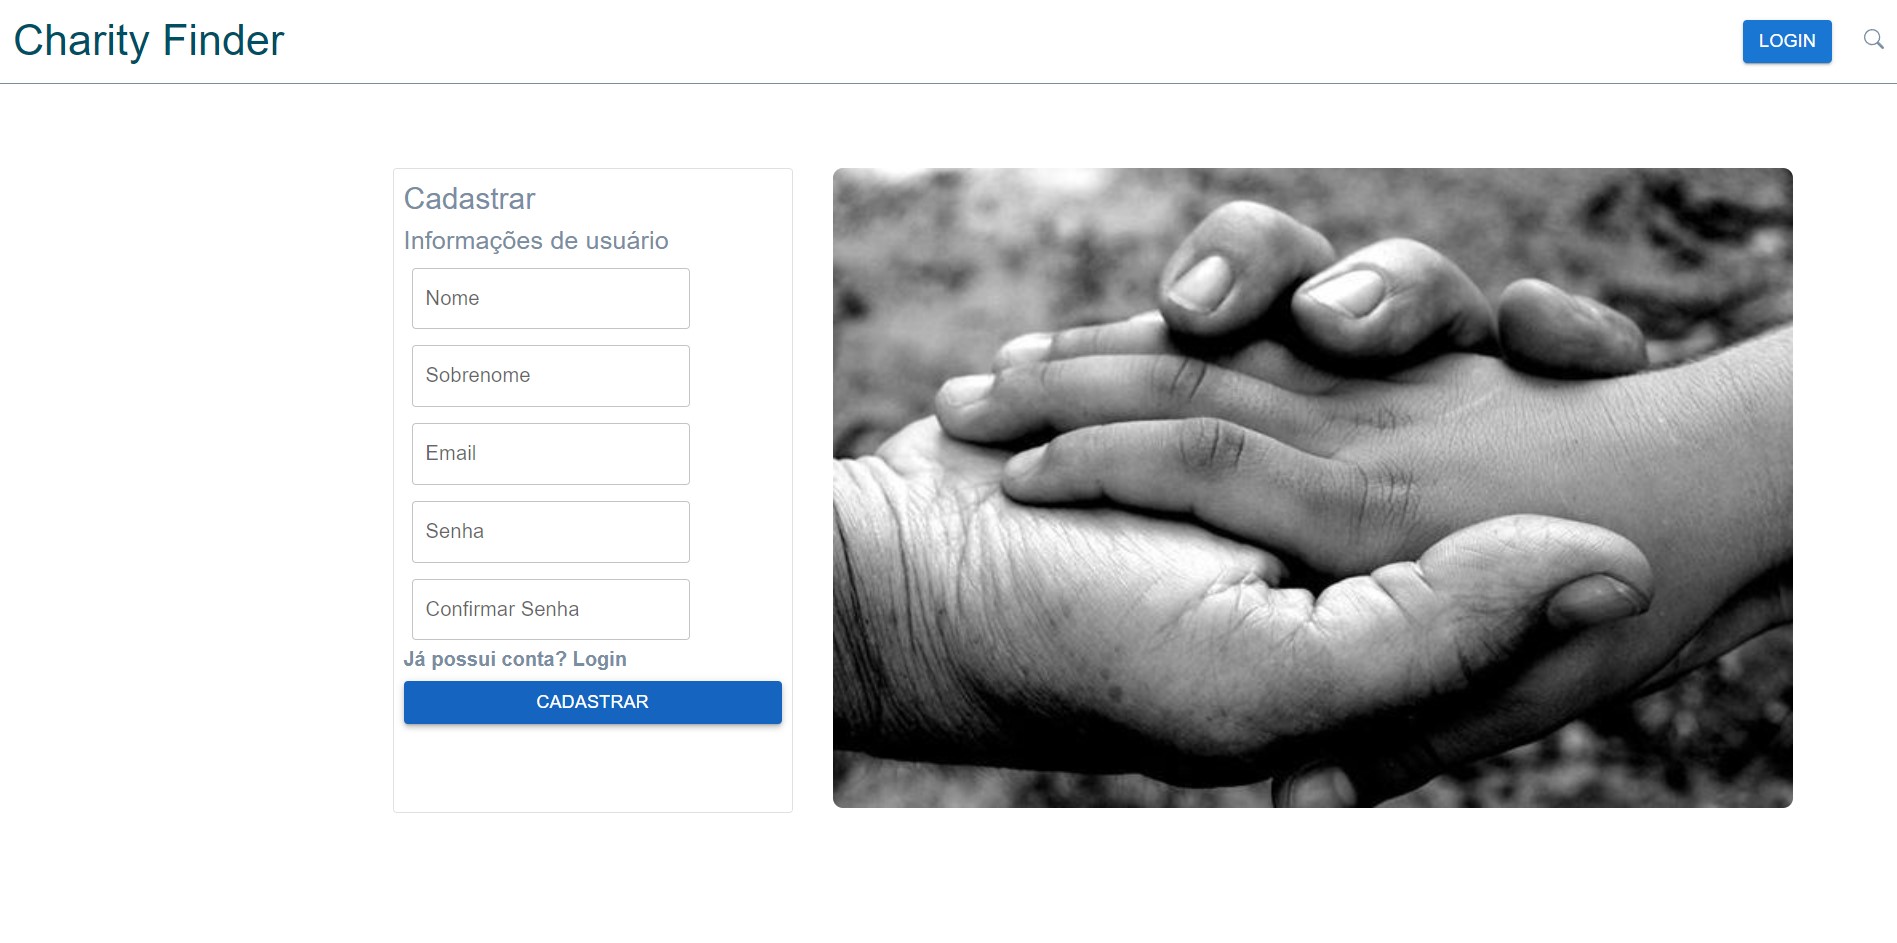 Charity Finder
LOGIN
Cadastrar
Informações de usuário
Nome
Sobrenome
Email
Senha
Confirmar Senha
Já possui conta? Login
CADASTRAR